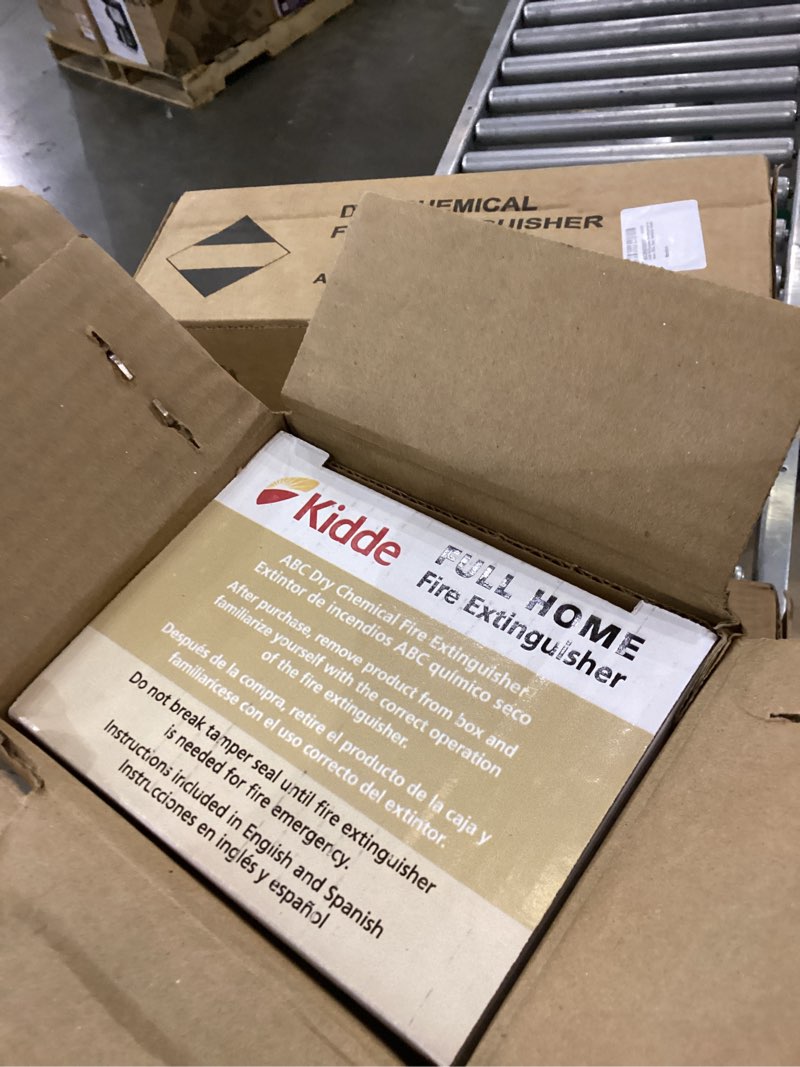 EMICAL
UISHER
Kidde
FULL HOME
Fire Extinguisher
ABC Dry Chemical Fire Extinguisher
Extintor de incendios ABC químico seco
After purchase, remove product from box and
familiarize yourself with the correct operation
of the fire extinguisher.
Después de la compra, retire el producto de la caja y
familiarícese con el uso correcto del extintor.
Do not break tamper seal until fire extinguisher
is needed for fire emergency.
Instructions included in English and Spanish
Instrucciones en inglés y español